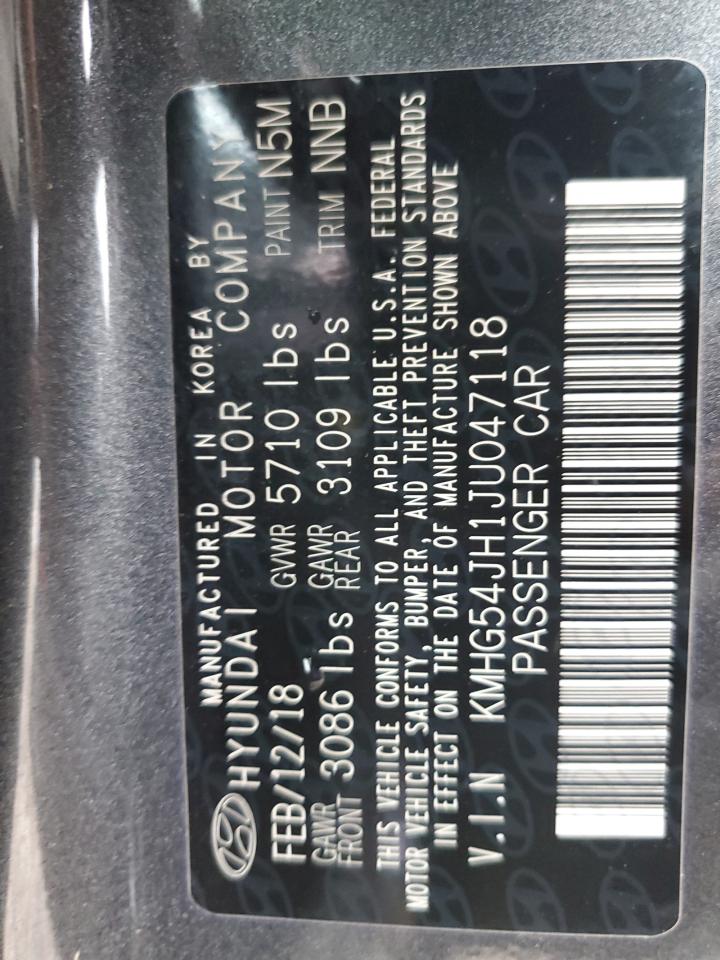 MANUFACTURED IN KOREA BY
HYUNDAI MOTOR COMPANY
FEB/12/18 GVWR 5710 lbs PAINT N5M
GAWR FRONT 3086 lbs GAWR REAR 3109 lbs TRIM NNB
THIS VEHICLE CONFORMS TO ALL APPLICABLE U.S.A. FEDERAL
MOTOR VEHICLE SAFETY, BUMPER, AND THEFT PREVENTION STANDARDS
IN EFFECT ON THE DATE OF MANUFACTURE SHOWN ABOVE
V.I.N KMHG54JH1JU047118
PASSENGER CAR